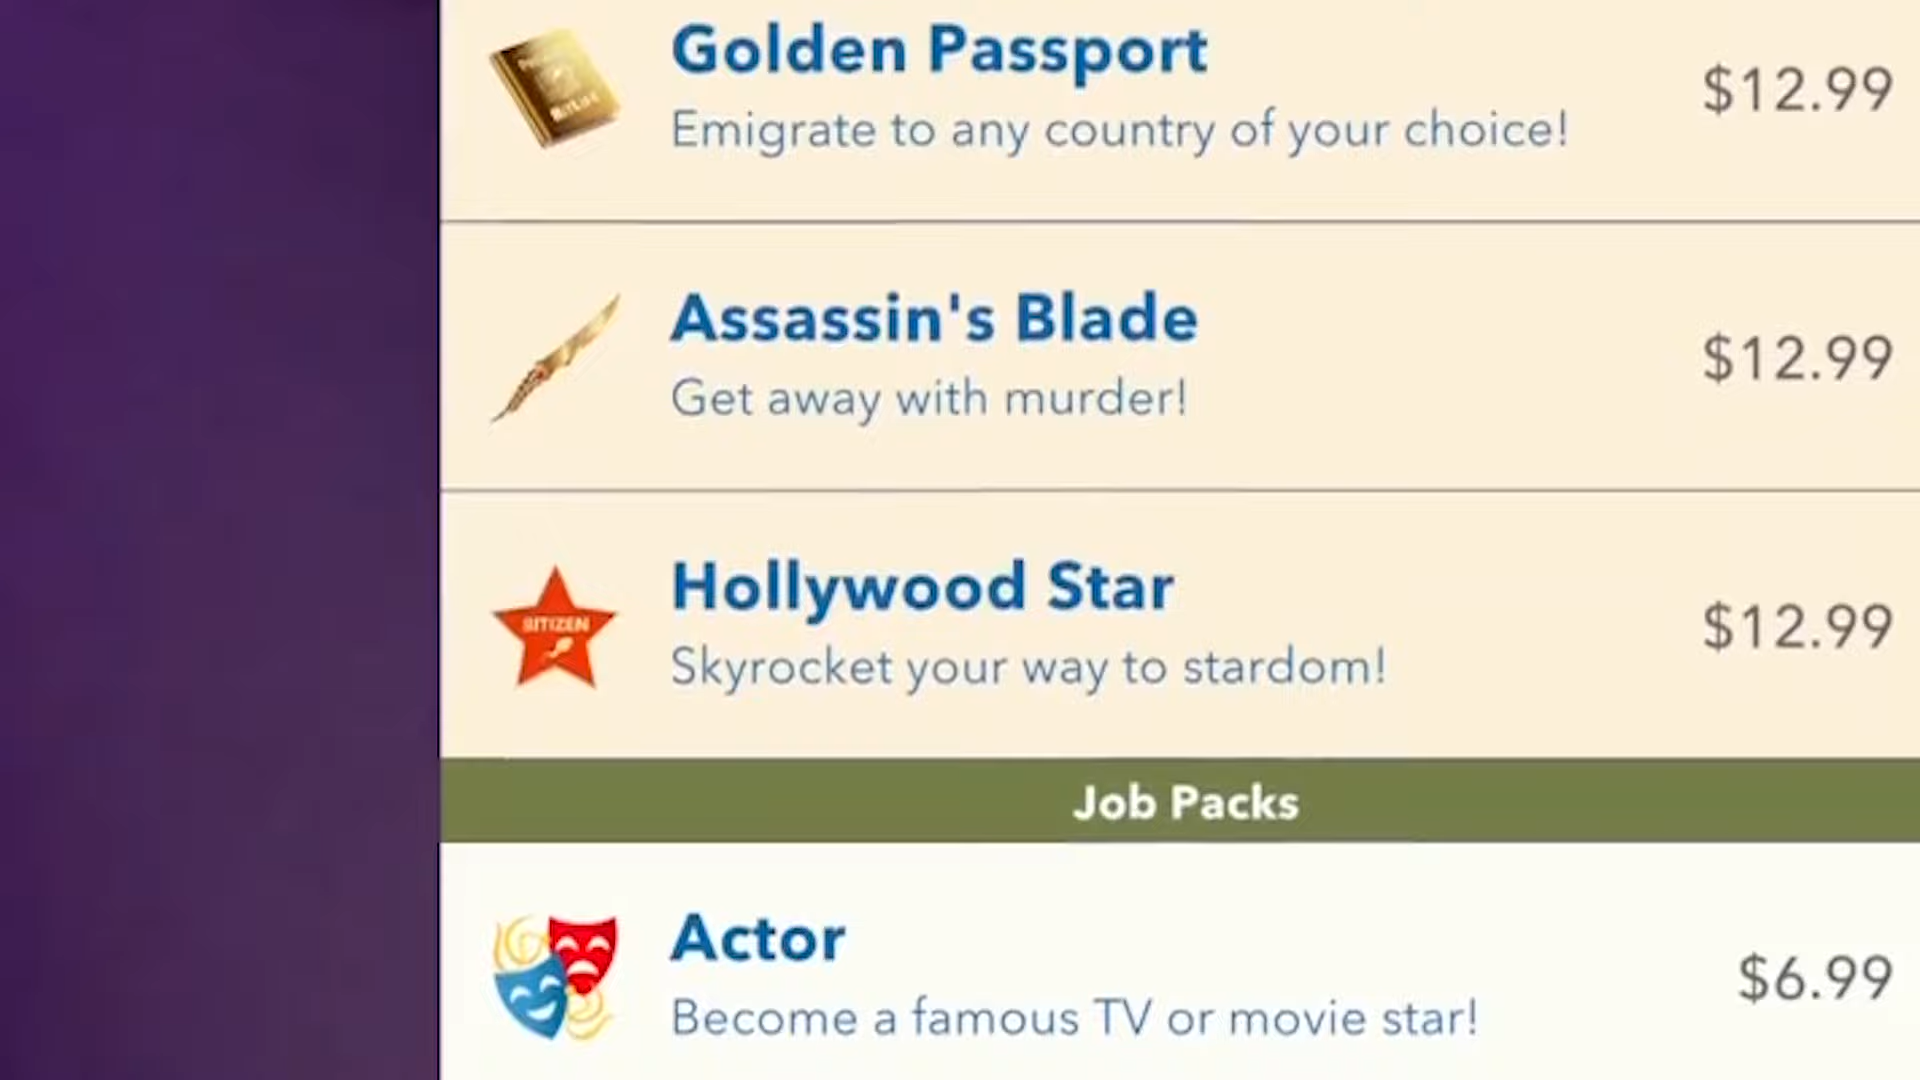 Golden Passport
$12.99
Emigrate to any country of your choice!
BitLife
Assassin's Blade
$12.99
Get away with murder!
Hollywood Star
$12.99
BITIZEN
Skyrocket your way to stardom!
Job Packs
Actor
$6.99
Become a famous TV or movie star!